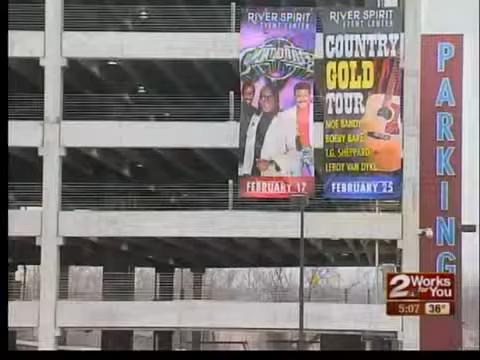 RIVER SPIRIT
EVENT CENTER
COMMODORES
FEBRUARY 17
RIVER SPIRIT
EVENT CENTER
COUNTRY
GOLD
TOUR
MOE BANDY
BOBBY BARE
T.G. SHEPPARD
LEROY VAN DYKE
FEBRUARY 25
PARKING
2 Works
for You
5:07 36°